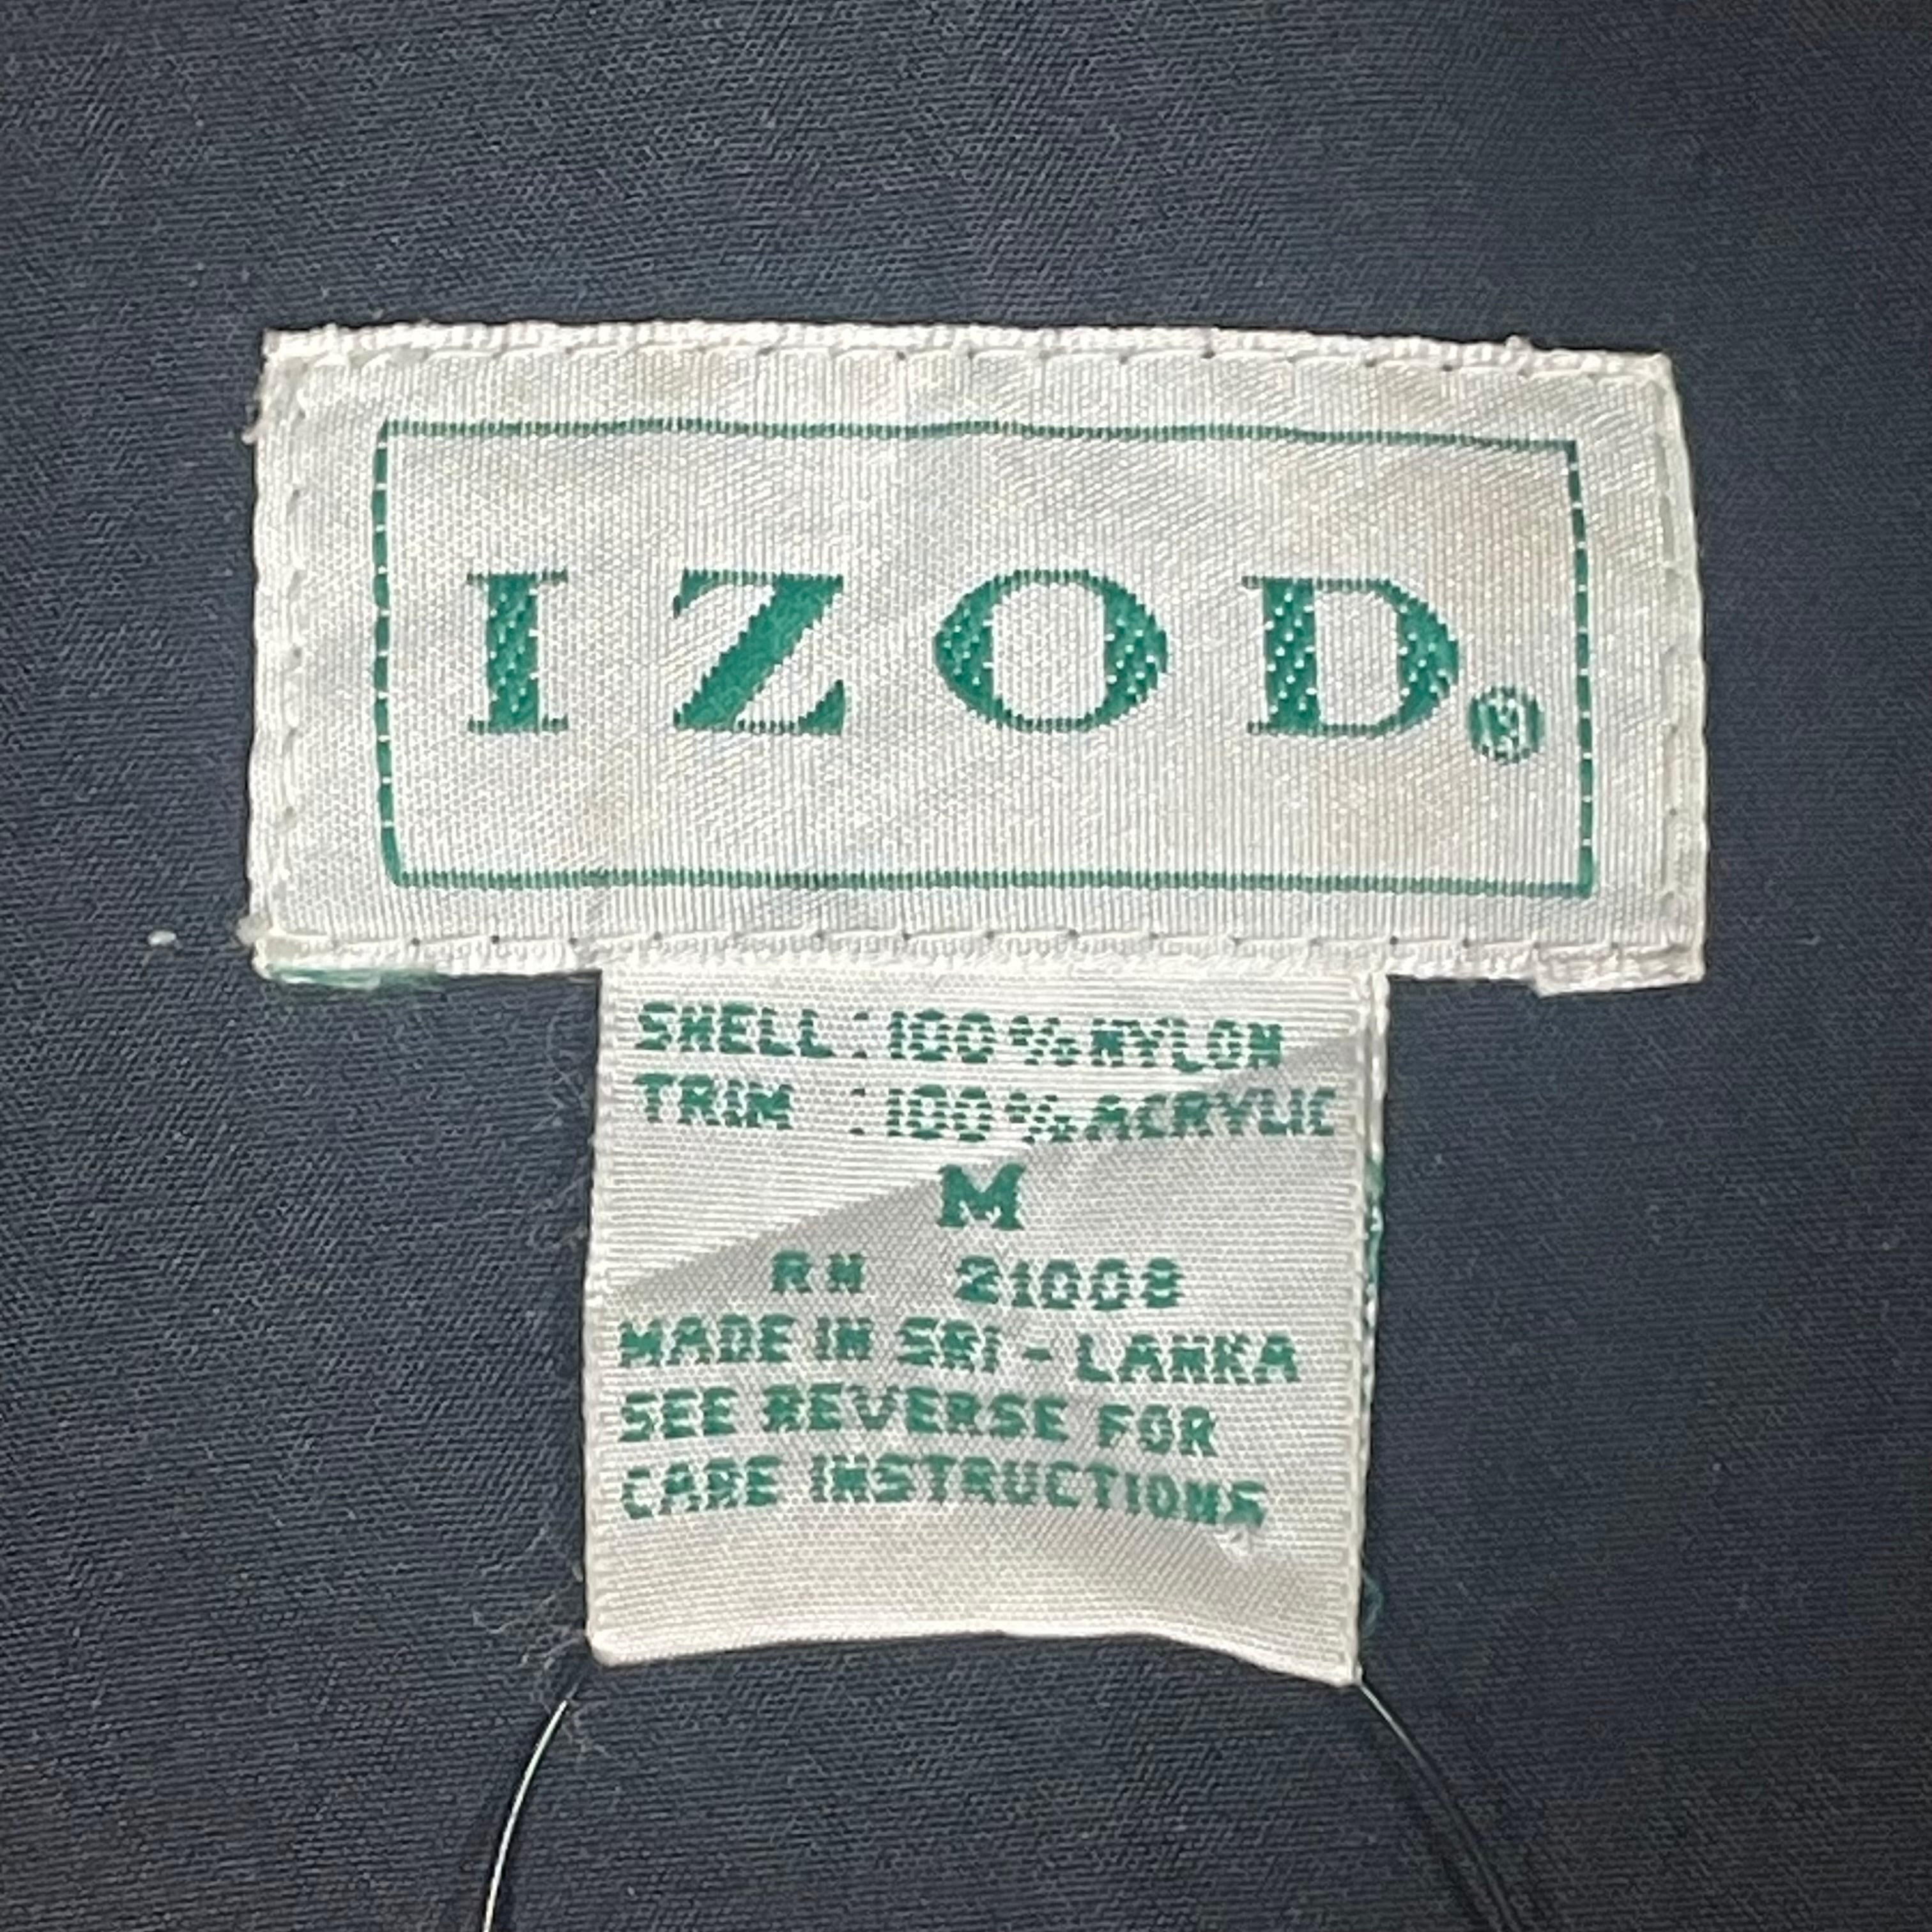 IZOD®
SHELL : 100% NYLON
TRIM : 100% ACRYLIC
M
RN 21008
MADE IN SRI - LANKA
SEE REVERSE FOR
CARE INSTRUCTIONS